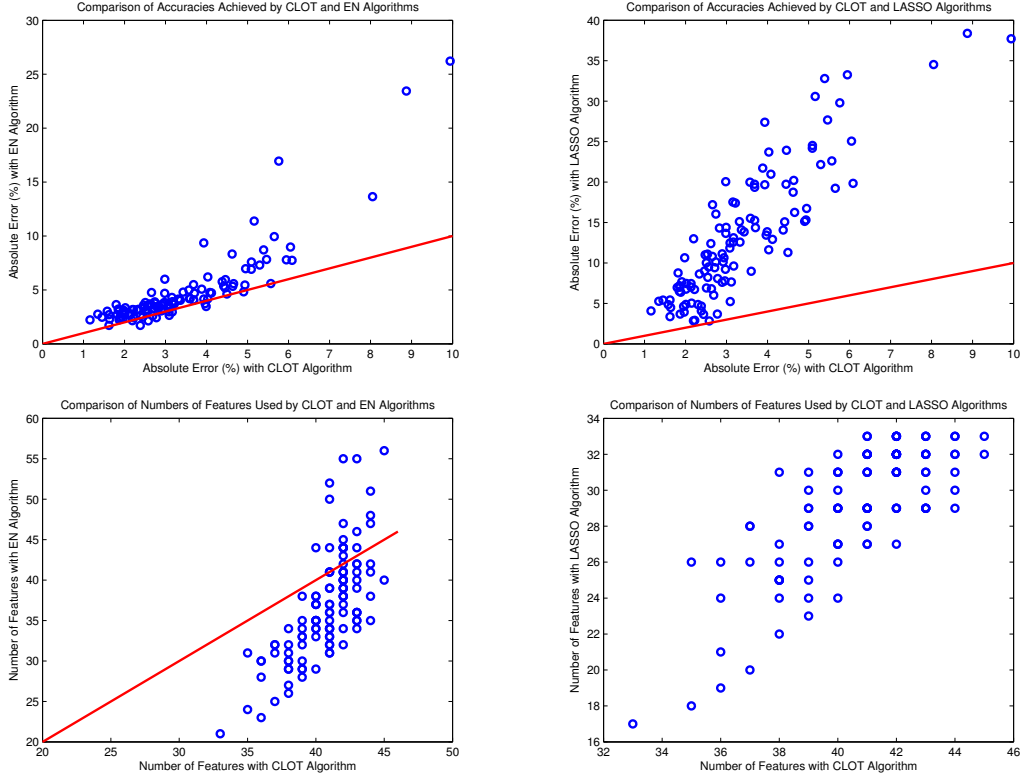 Comparison of Accuracies Achieved by CLOT and EN Algorithms
30
25
20
15
10
5
0
Absolute Error (%) with EN Algorithm
0 1 2 3 4 5 6 7 8 9 10
Absolute Error (%) with CLOT Algorithm
Comparison of Accuracies Achieved by CLOT and LASSO Algorithms
40
35
30
25
20
15
10
5
0
Absolute Error (%) with LASSO Algorithm
0 1 2 3 4 5 6 7 8 9 10
Absolute Error (%) with CLOT Algorithm
Comparison of Numbers of Features Used by CLOT and EN Algorithms
60
55
50
45
40
35
30
25
20
Number of Features with EN Algorithm
20 25 30 35 40 45 50
Number of Features with CLOT Algorithm
Comparison of Numbers of Features Used by CLOT and LASSO Algorithms
34
32
30
28
26
24
22
20
18
16
Number of Features with LASSO Algorithm
32 34 36 38 40 42 44 46
Number of Features with CLOT Algorithm